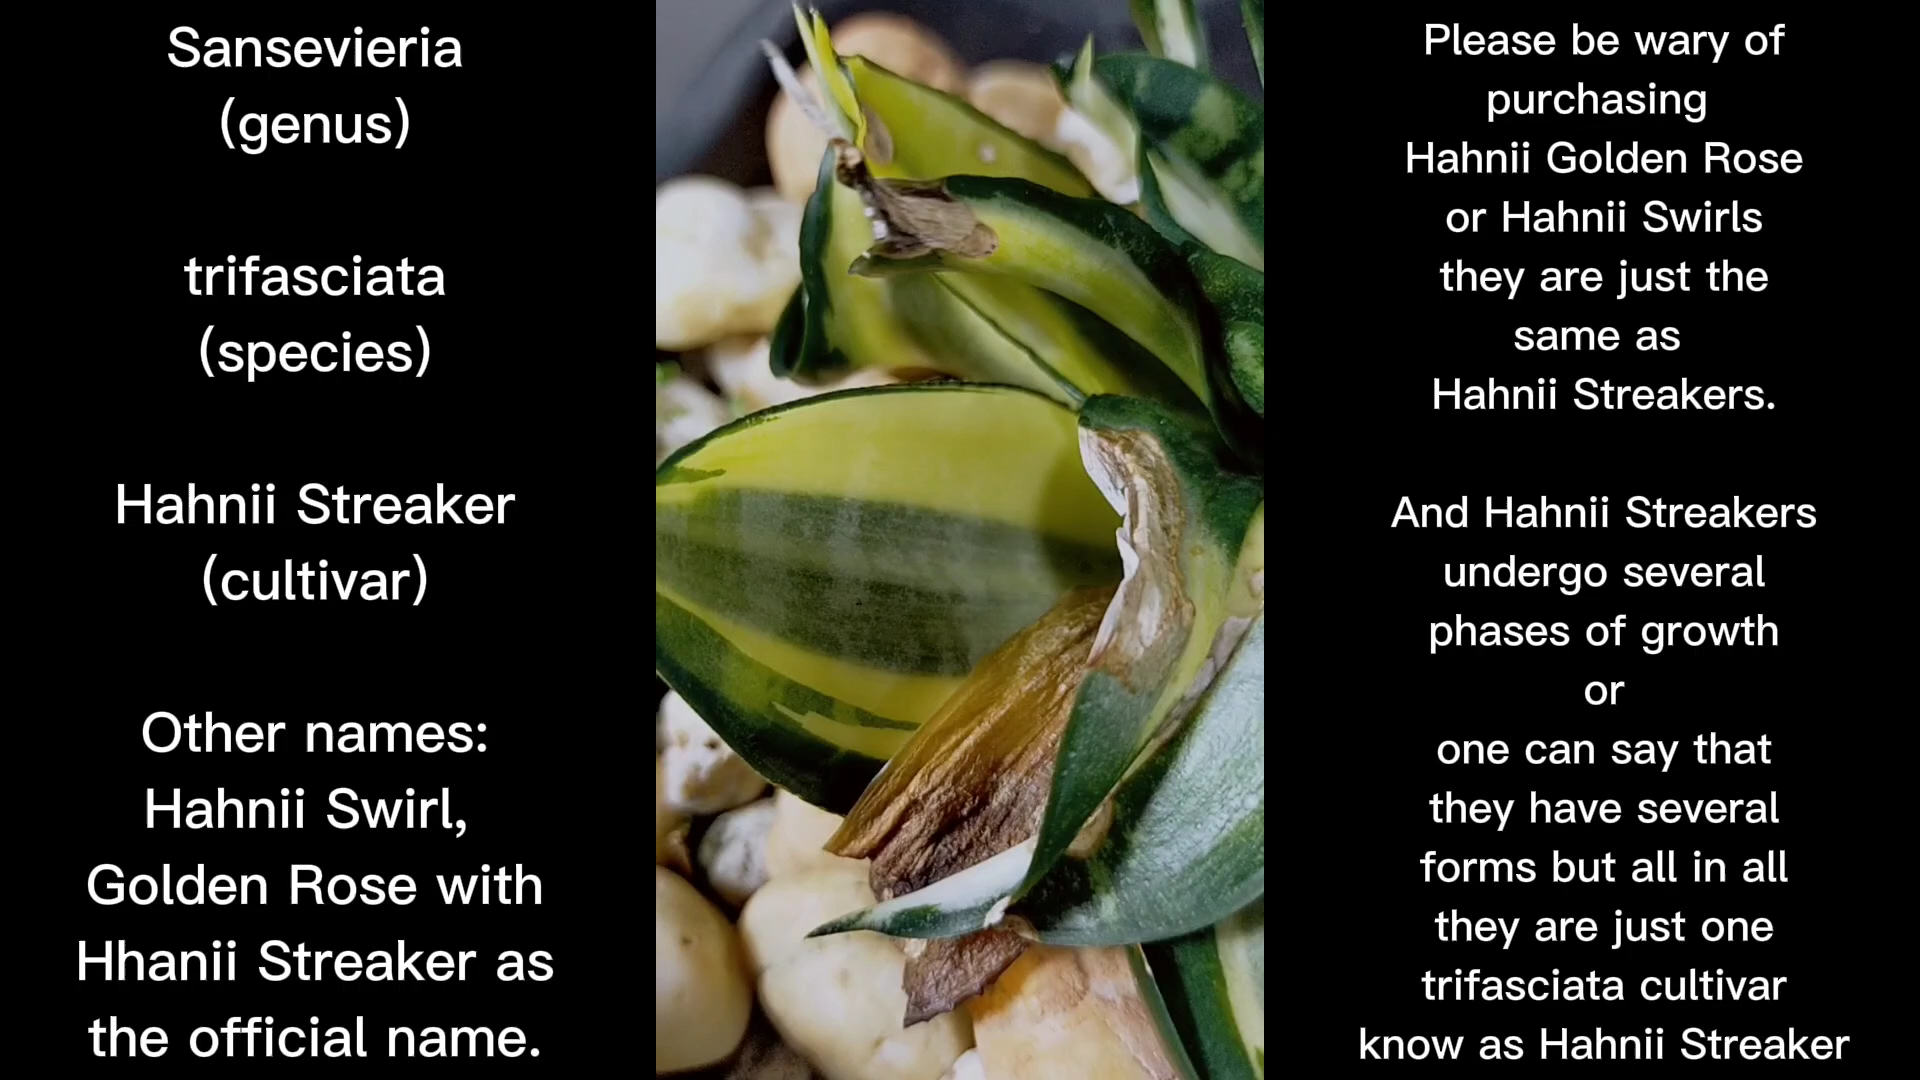 Sansevieria
(genus)
trifasciata
(species)
Hahnii Streaker
(cultivar)
Other names:
Hahnii Swirl,
Golden Rose with
Hhanii Streaker as
the official name.
Please be wary of
purchasing
Hahnii Golden Rose
or Hahnii Swirls
they are just the
same as
Hahnii Streakers.
And Hahnii Streakers
undergo several
phases of growth
or
one can say that
they have several
forms but all in all
they are just one
trifasciata cultivar
know as Hahnii Streaker